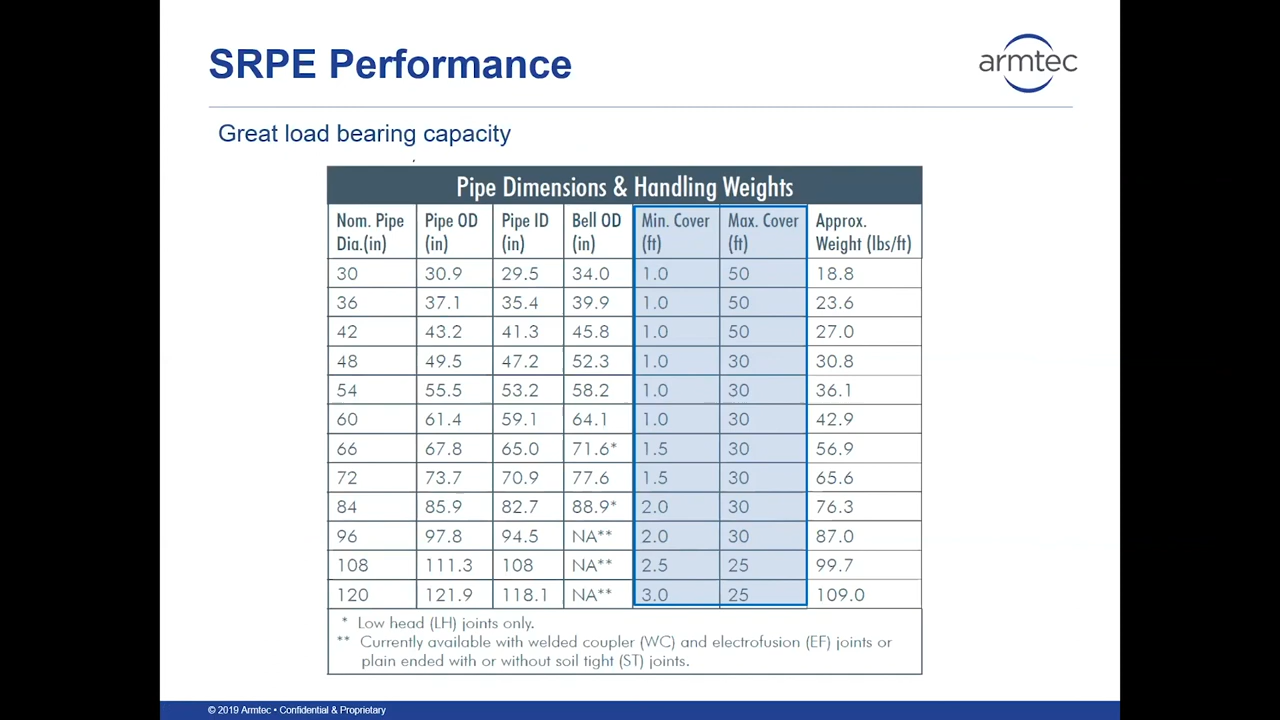 SRPE Performance
armtec
Great load bearing capacity
Pipe Dimensions & Handling Weights
Nom. Pipe Dia.(in) Pipe OD (in) Pipe ID (in) Bell OD (in) Min. Cover (ft) Max. Cover (ft) Approx. Weight (lbs/ft)
30 30.9 29.5 34.0 1.0 50 18.8
36 37.1 35.4 39.9 1.0 50 23.6
42 43.2 41.3 45.8 1.0 50 27.0
48 49.5 47.2 52.3 1.0 30 30.8
54 55.5 53.2 58.2 1.0 30 36.1
60 61.4 59.1 64.1 1.0 30 42.9
66 67.8 65.0 71.6* 1.5 30 56.9
72 73.7 70.9 77.6 1.5 30 65.6
84 85.9 82.7 88.9* 2.0 30 76.3
96 97.8 94.5 NA** 2.0 30 87.0
108 111.3 108 NA** 2.5 25 99.7
120 121.9 118.1 NA** 3.0 25 109.0
* Low head (LH) joints only.
** Currently available with welded coupler (WC) and electrofusion (EF) joints or
plain ended with or without soil tight (ST) joints.
© 2019 Armtec • Confidential & Proprietary